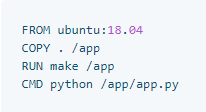 FROM ubuntu:18.04
COPY . /app
RUN make /app
CMD python /app/app.py